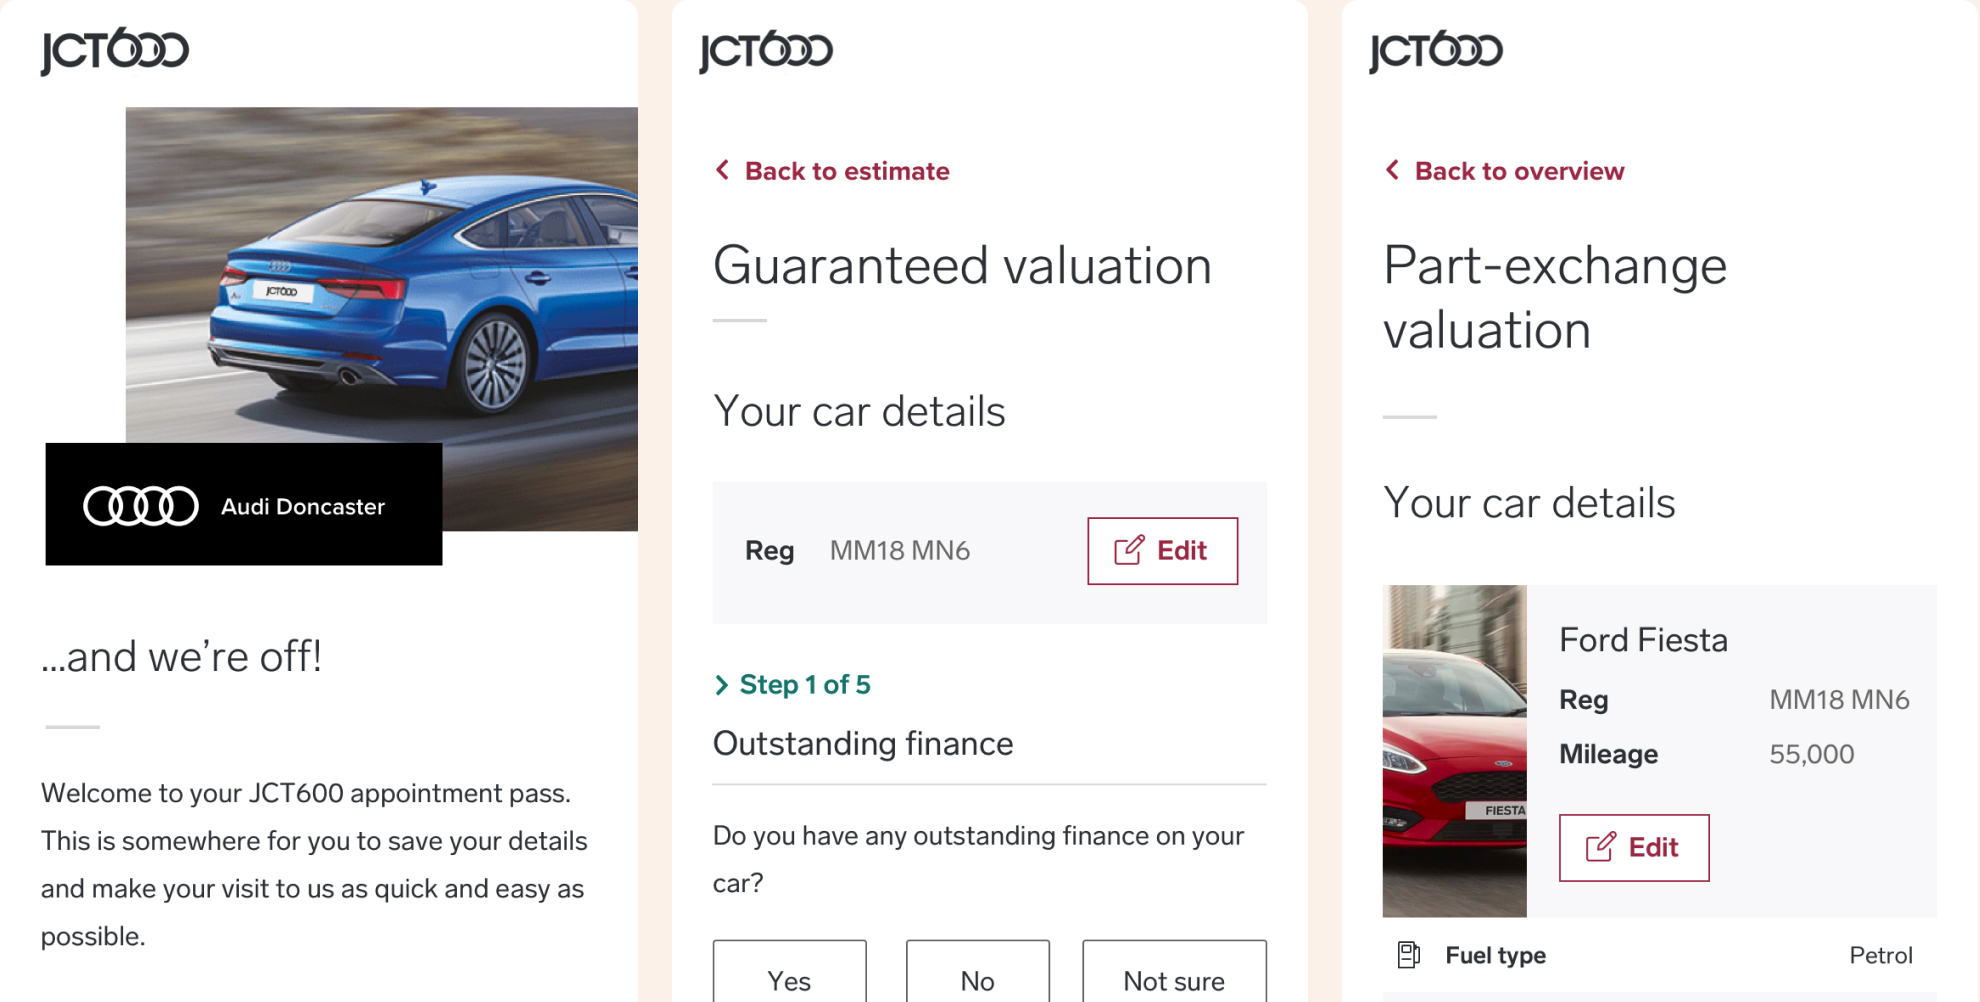 JCT600
JCT600
Audi Doncaster
...and we're off!
Welcome to your JCT600 appointment pass.
This is somewhere for you to save your details
and make your visit to us as quick and easy as
possible.
JCT600
Back to estimate
Guaranteed valuation
Your car details
Reg MM18 MN6
Edit
Step 1 of 5
Outstanding finance
Do you have any outstanding finance on your
car?
Yes
No
Not sure
JCT600
Back to overview
Part-exchange
valuation
Your car details
Ford Fiesta
Reg MM18 MN6
Mileage 55,000
FIESTA
Edit
Fuel type Petrol